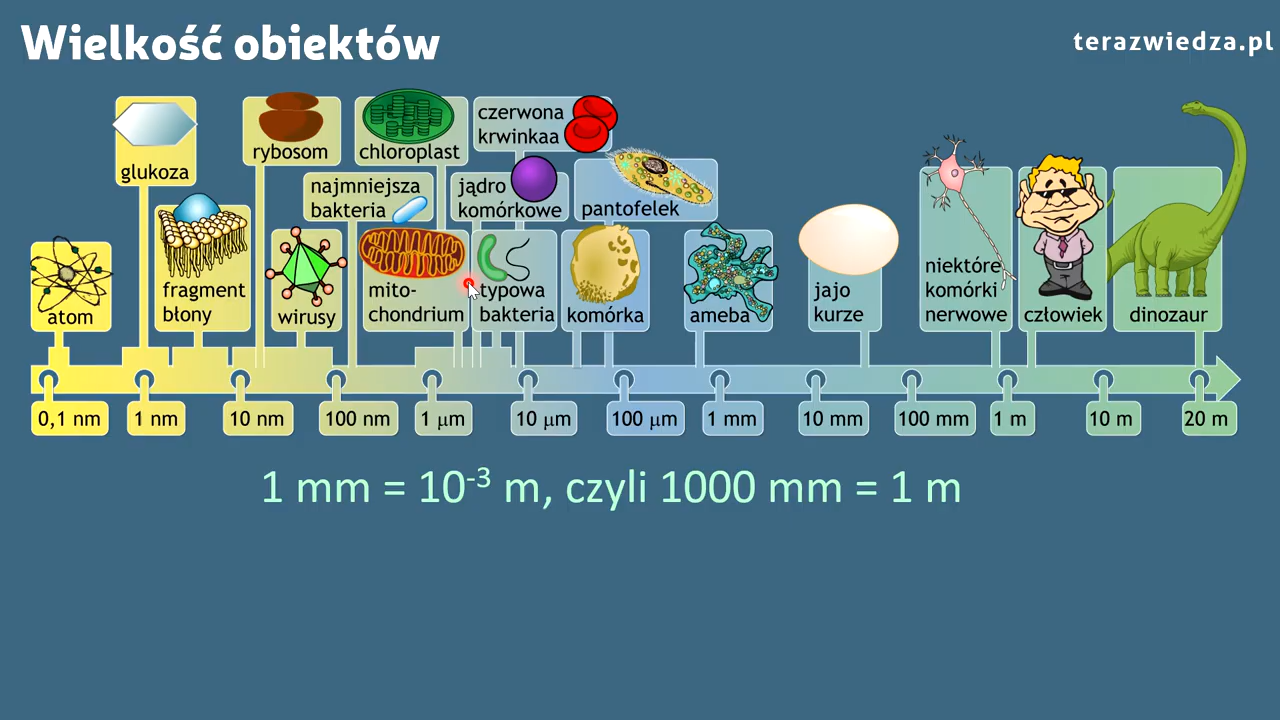 Wielkość obiektów
terazwiedza.pl
glukoza
rybosom
chloroplast
czerwona
krwinkaa
najmniejsza
bakteria
jądro
komórkowe
pantofelek
atom
fragment
błony
wirusy
mito-
chondrium
typowa
bakteria
komórka
ameba
jajo
kurze
niektóre
komórki
nerwowe
człowiek
dinozaur
0,1 nm
1 nm
10 nm
100 nm
1 μm
10 μm
100 μm
1 mm
10 mm
100 mm
1 m
10 m
20 m
1 mm = 10⁻³ m, czyli 1000 mm = 1 m